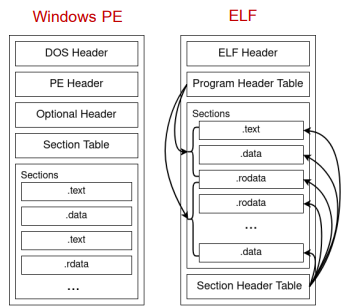 Windows PE
DOS Header
PE Header
Optional Header
Section Table
Sections
.text
.data
.text
.rdata
...
ELF
ELF Header
Program Header Table
Sections
.text
.data
.rodata
.rodata
...
.data
Section Header Table